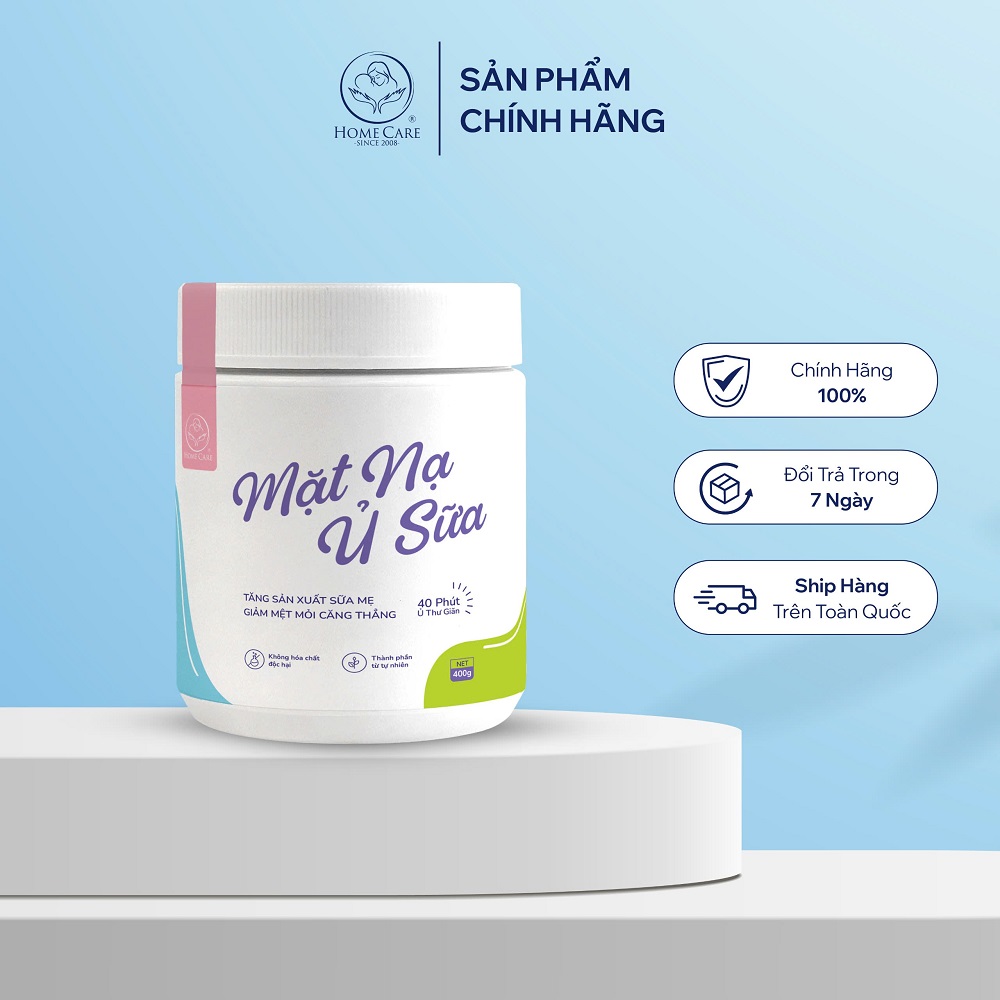 HOME CARE
®
-SINCE 2008-
SẢN PHẨM
CHÍNH HÃNG
HOME CARE
®
Mặt Nạ
Ủ Sữa
TĂNG SẢN XUẤT SỮA MẸ
GIẢM MỆT MỎI CĂNG THẲNG
40 Phút
Ủ Thư Giãn
Không hóa chất
độc hại
Thành phần
từ tự nhiên
NET
400g
Chính Hãng
100%
Đổi Trả Trong
7 Ngày
Ship Hàng
Trên Toàn Quốc